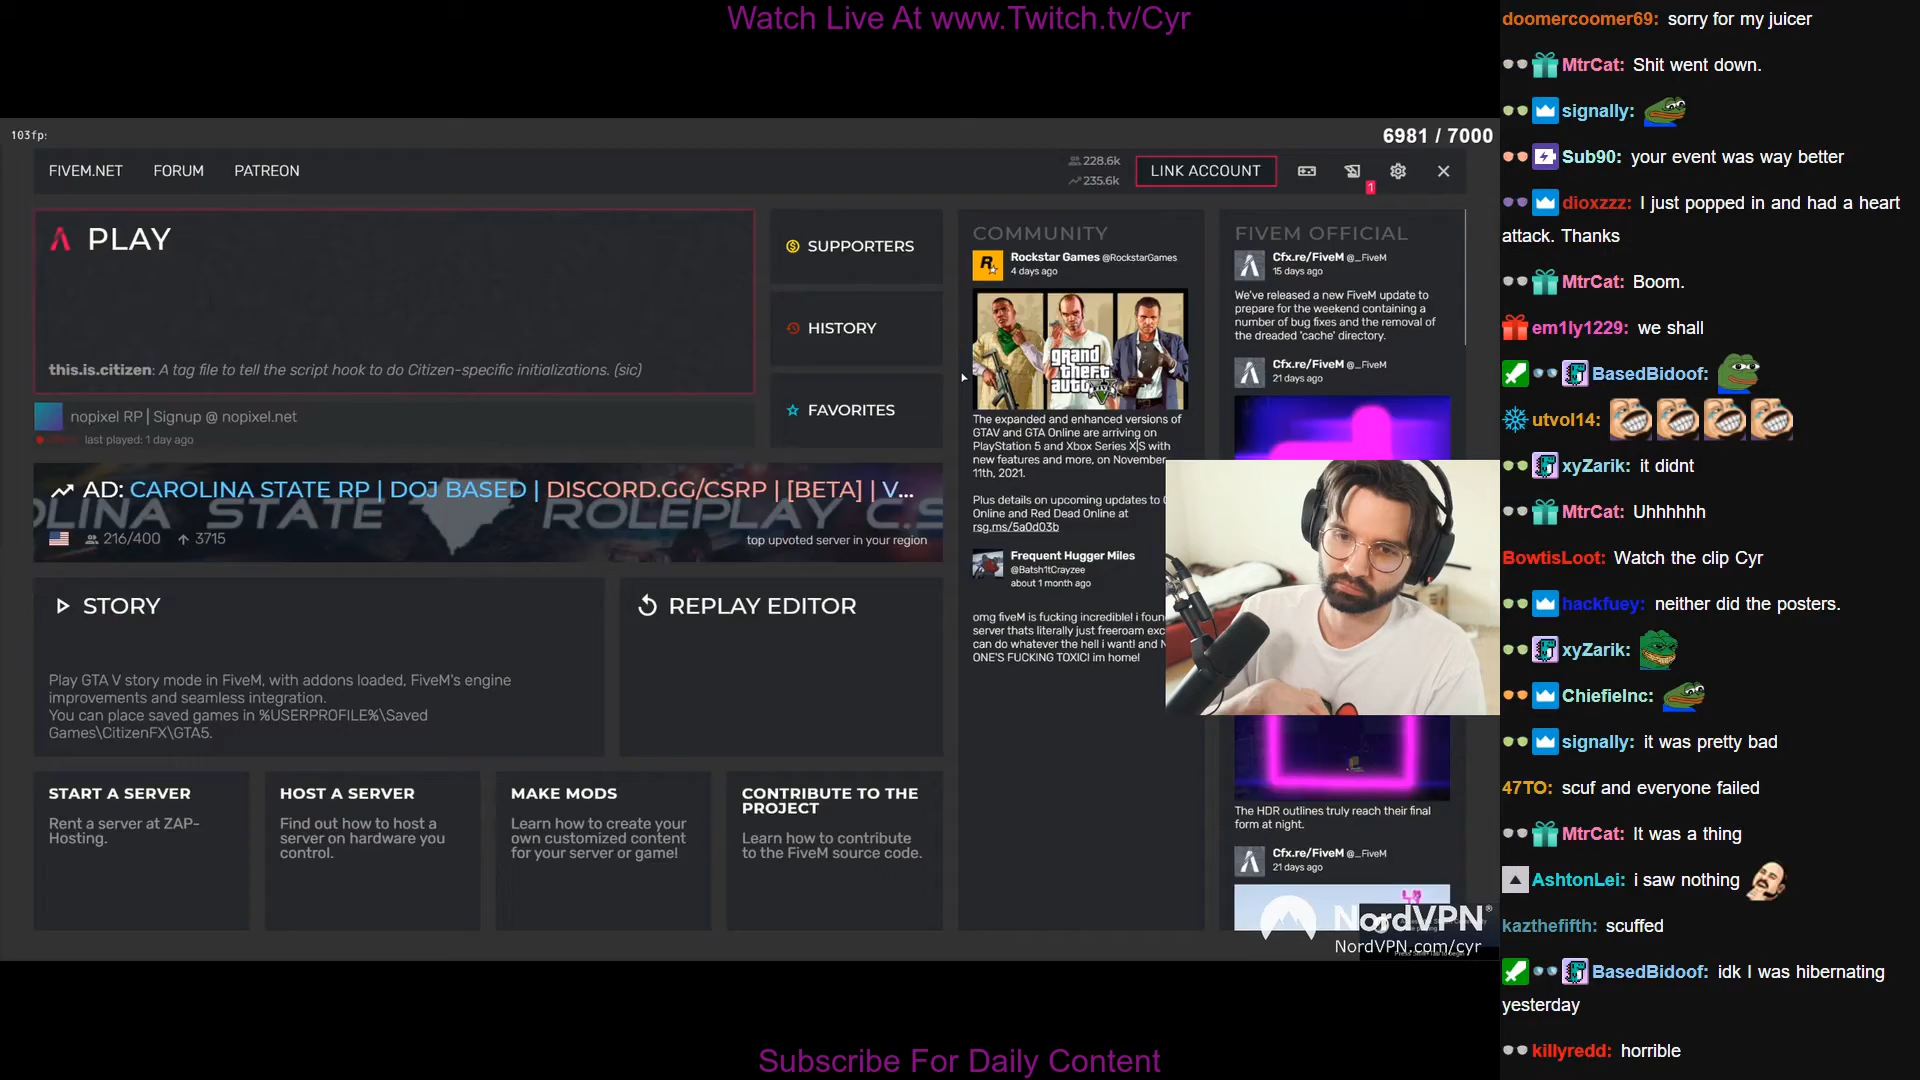 Watch Live At www.Twitch.tv/Cyr
103fp:
6981 / 7000
FIVEM.NET
FORUM
PATREON
228.6k
235.6k
LINK ACCOUNT
1
PLAY
this.is.citizen: A tag file to tell the script hook to do Citizen-specific initializations. (sic)
nopixel RP | Signup @ nopixel.net
last played: 1 day ago
SUPPORTERS
HISTORY
FAVORITES
AD: CAROLINA STATE RP | DOJ BASED | DISCORD.GG/CSRP | [BETA] | V...
LINA STATE ROLEPLAY C.S
216/400
3715
top upvoted server in your region
STORY
Play GTA V story mode in FiveM, with addons loaded, FiveM's engine
improvements and seamless integration.
You can place saved games in %USERPROFILE%\Saved
Games\CitizenFX\GTA5.
REPLAY EDITOR
START A SERVER
Rent a server at ZAP-
Hosting.
HOST A SERVER
Find out how to host a
server on hardware you
control.
MAKE MODS
Learn how to create your
own customized content
for your server or game!
CONTRIBUTE TO THE
PROJECT
Learn how to contribute
to the FiveM source code.
COMMUNITY
Rockstar Games @RockstarGames
4 days ago
R
grand
theft
auto
V
The expanded and enhanced versions of
GTAV and GTA Online are arriving on
PlayStation 5 and Xbox Series X|S with
new features and more, on November
11th, 2021.
Plus details on upcoming updates to
Online and Red Dead Online at
rsg.ms/5a0d03b
Frequent Hugger Miles
@Batsh1tCrayzee
about 1 month ago
omg fiveM is fucking incredible! i foun
server thats literally just freeroam exc
can do whatever the hell i want! and
ONE'S FUCKING TOXIC! im home!
FIVEM OFFICIAL
Cfx.re/FiveM @_FiveM
15 days ago
We've released a new FiveM update to
prepare for the weekend containing a
number of bug fixes and the removal of
the dreaded 'cache' directory.
Cfx.re/FiveM @_FiveM
21 days ago
The HDR outlines truly reach their final
form at night.
Cfx.re/FiveM @_FiveM
21 days ago
NordVPN®
NordVPN.com/cyr
doomercoomer69: sorry for my juicer
MtrCat: Shit went down.
signally:
Sub90: your event was way better
dioxzzz: I just popped in and had a heart
attack. Thanks
MtrCat: Boom.
em1ly1229: we shall
BasedBidoof:
utvol14:
xyZarik: it didnt
MtrCat: Uhhhhhh
BowtisLoot: Watch the clip Cyr
hackfuey: neither did the posters.
xyZarik:
ChiefieInc:
signally: it was pretty bad
47TO: scuf and everyone failed
MtrCat: It was a thing
AshtonLei: i saw nothing
kazthefifth: scuffed
BasedBidoof: idk I was hibernating
yesterday
killyredd: horrible
Subscribe For Daily Content